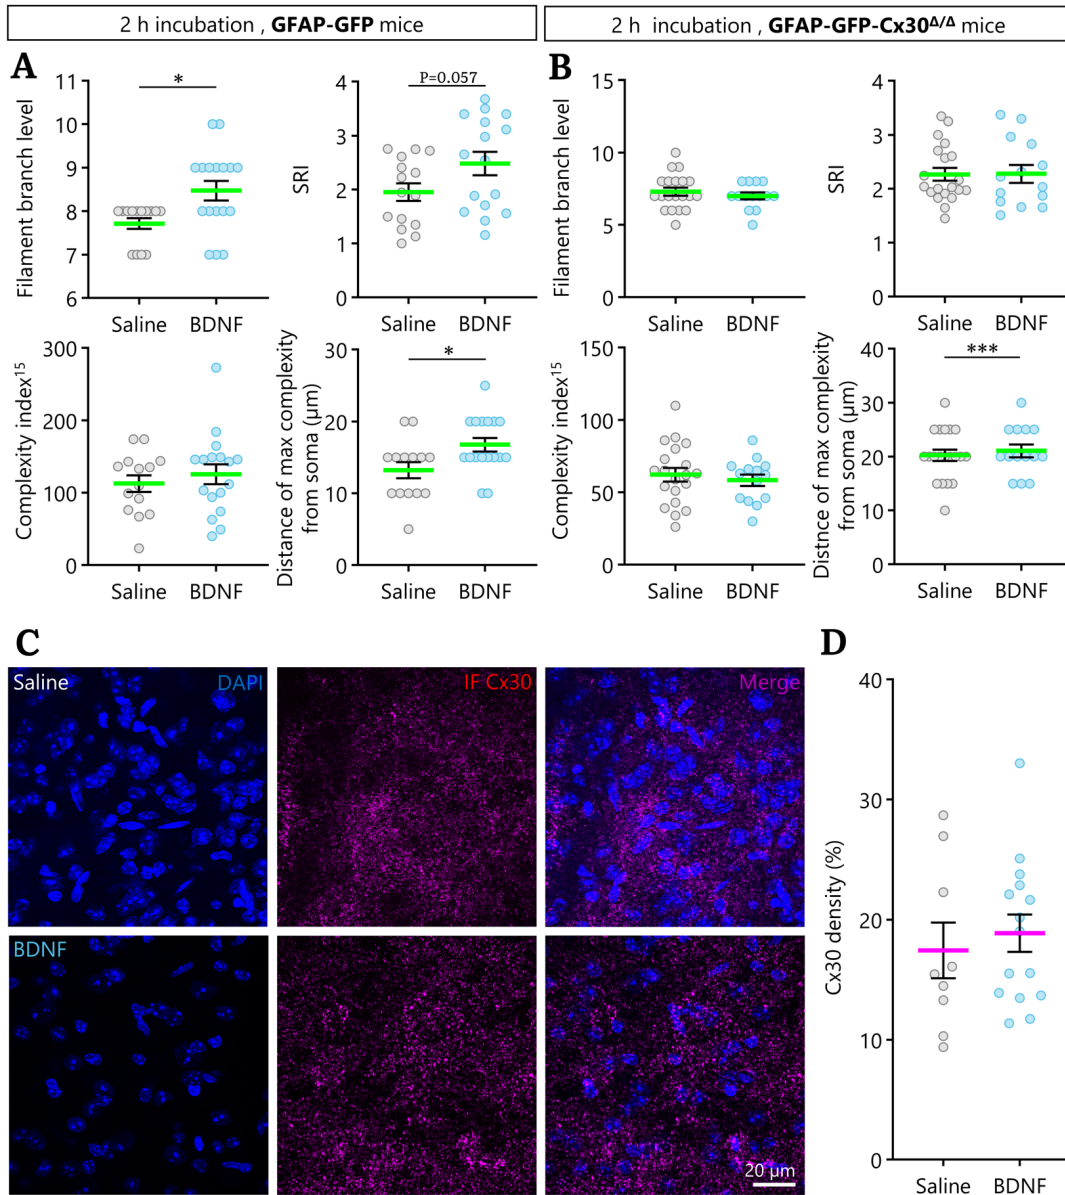 2 h incubation , GFAP-GFP mice
2 h incubation , GFAP-GFP-Cx30Δ/Δ mice
A
Filament branch level
11
10
9
8
7
6
*
Saline
BDNF
SRI
4
3
2
1
0
P=0.057
Saline
BDNF
B
Filament branch level
15
10
5
0
Saline
BDNF
SRI
4
3
2
1
0
Saline
BDNF
Complexity index15
300
200
100
0
Saline
BDNF
Distance of max complexity
from soma (µm)
30
20
10
0
*
Saline
BDNF
Complexity index15
150
100
50
0
Saline
BDNF
Distnce of max complexity
from soma (µm)
40
30
20
10
0
***
Saline
BDNF
C
Saline
DAPI
IF Cx30
Merge
BDNF
20 µm
D
Cx30 density (%)
40
30
20
10
0
Saline
BDNF